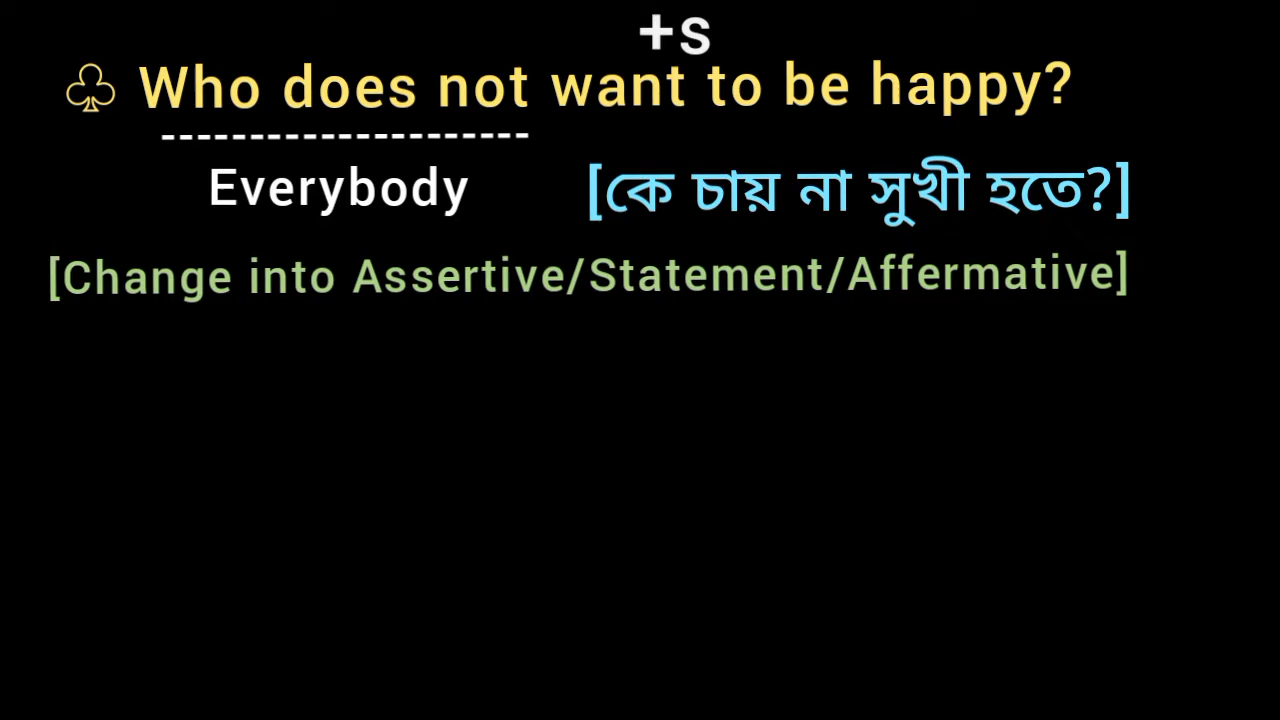 +s
♧ Who does not want to be happy?
Everybody [কে চায় না সুখী হতে?]
[Change into Assertive/Statement/Affermative]